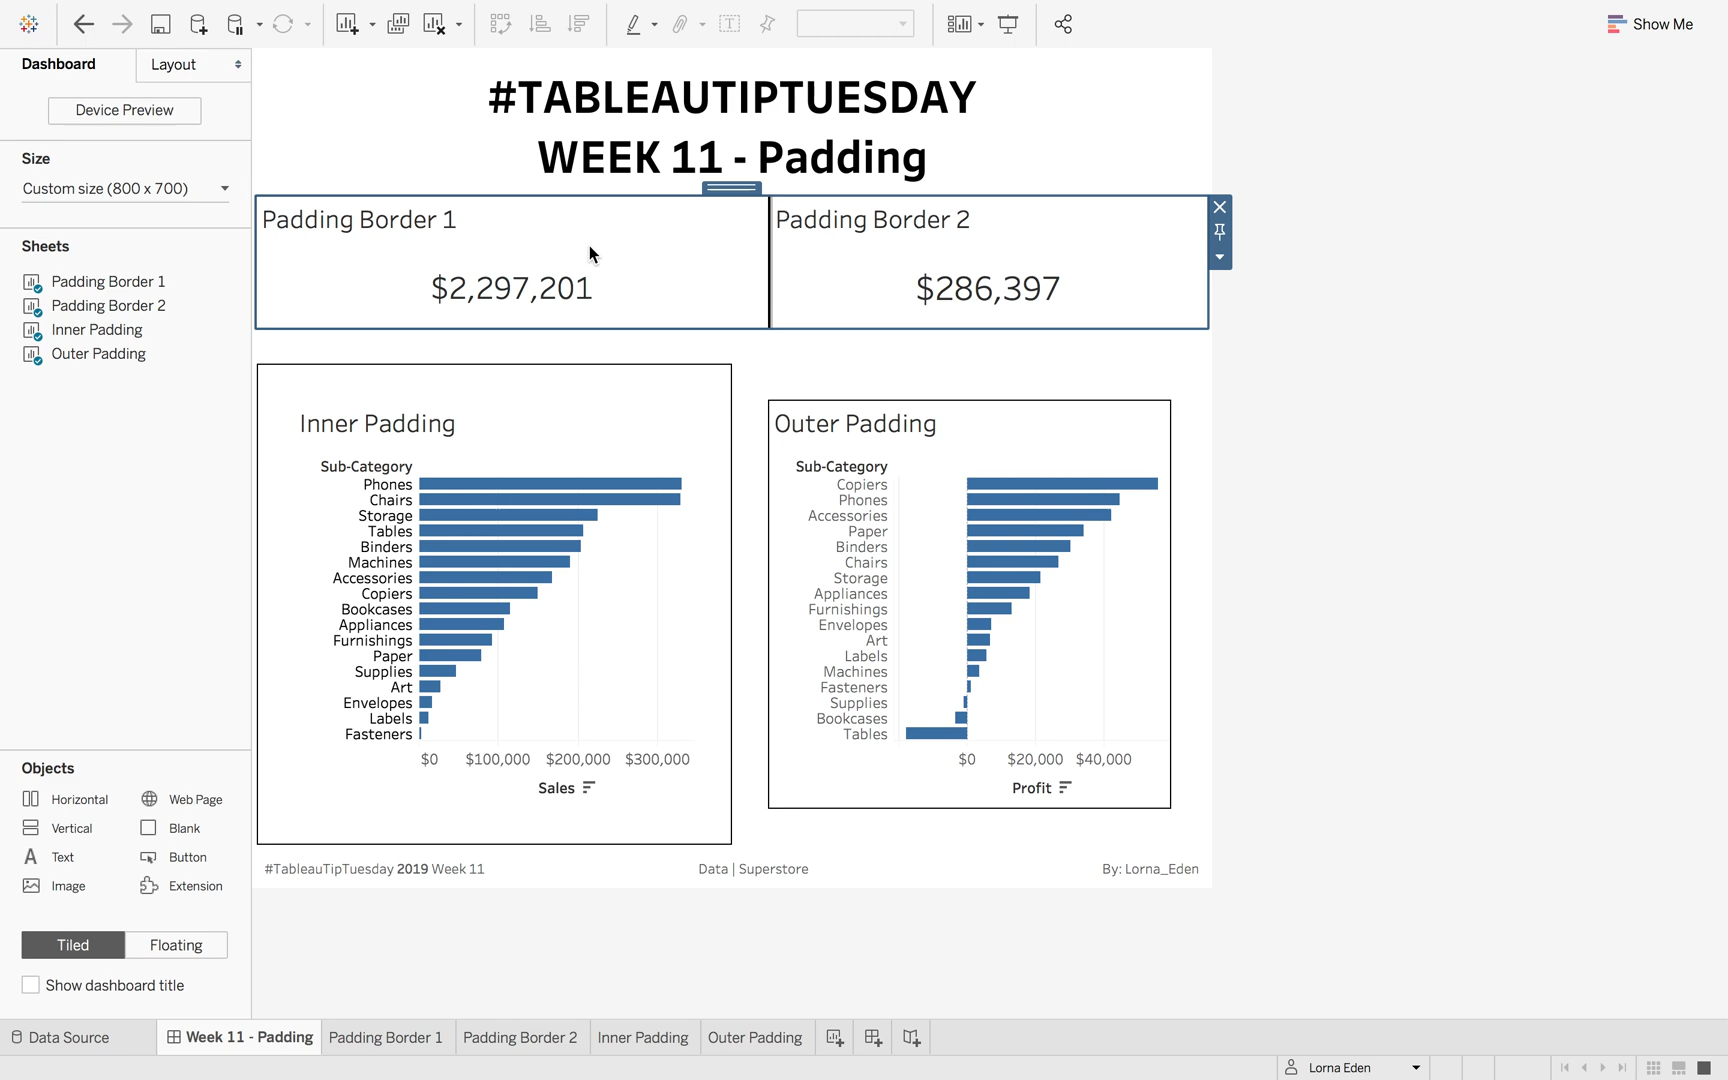 Show Me
Dashboard
Layout
Device Preview
Size
Custom size (800 x 700)
Sheets
Padding Border 1
Padding Border 2
Inner Padding
Outer Padding
Objects
Horizontal
Web Page
Vertical
Blank
Text
Button
Image
Extension
Tiled
Floating
Show dashboard title
#TABLEAUTIPTUESDAY
WEEK 11 - Padding
Padding Border 1
$2,297,201
Padding Border 2
$286,397
Inner Padding
Sub-Category
Phones
Chairs
Storage
Tables
Binders
Machines
Accessories
Copiers
Bookcases
Appliances
Furnishings
Paper
Supplies
Art
Envelopes
Labels
Fasteners
$0 $100,000 $200,000 $300,000
Sales
Outer Padding
Sub-Category
Copiers
Phones
Accessories
Paper
Binders
Chairs
Storage
Appliances
Furnishings
Envelopes
Art
Labels
Machines
Fasteners
Supplies
Bookcases
Tables
$0 $20,000 $40,000
Profit
#TableauTipTuesday 2019 Week 11
Data | Superstore
By: Lorna_Eden
Data Source
Week 11 - Padding
Padding Border 1
Padding Border 2
Inner Padding
Outer Padding
Lorna Eden